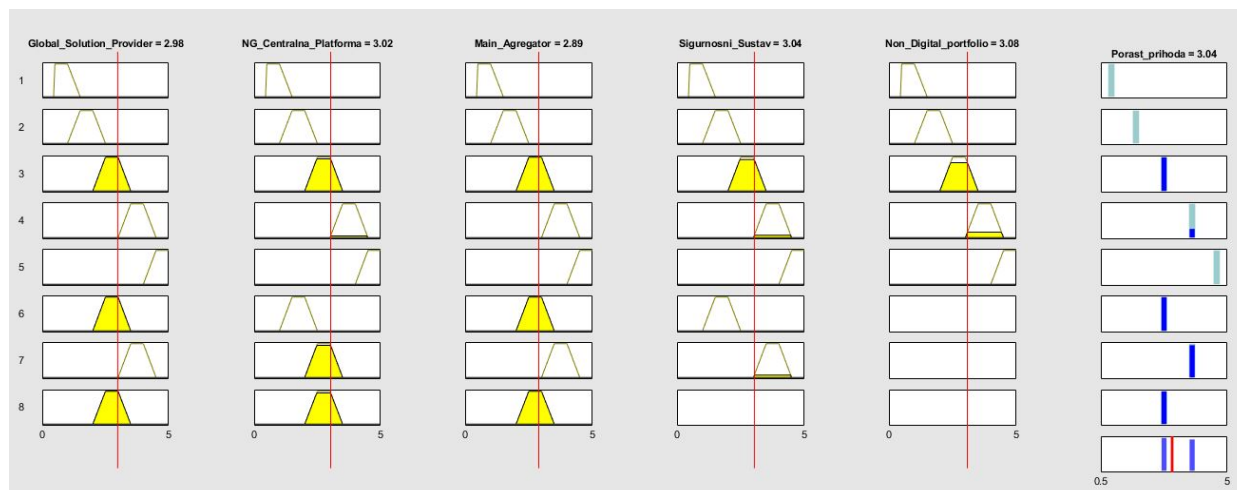 Global_Solution_Provider = 2.98
NG_Centralna_Platforma = 3.02
Main_Agregator = 2.89
Sigurnosni_Sustav = 3.04
Non_Digital_portfolio = 3.08
Porast_prihoda = 3.04
1
2
3
4
5
6
7
8
0 5
0 5
0 5
0 5
0 5
0.5 5